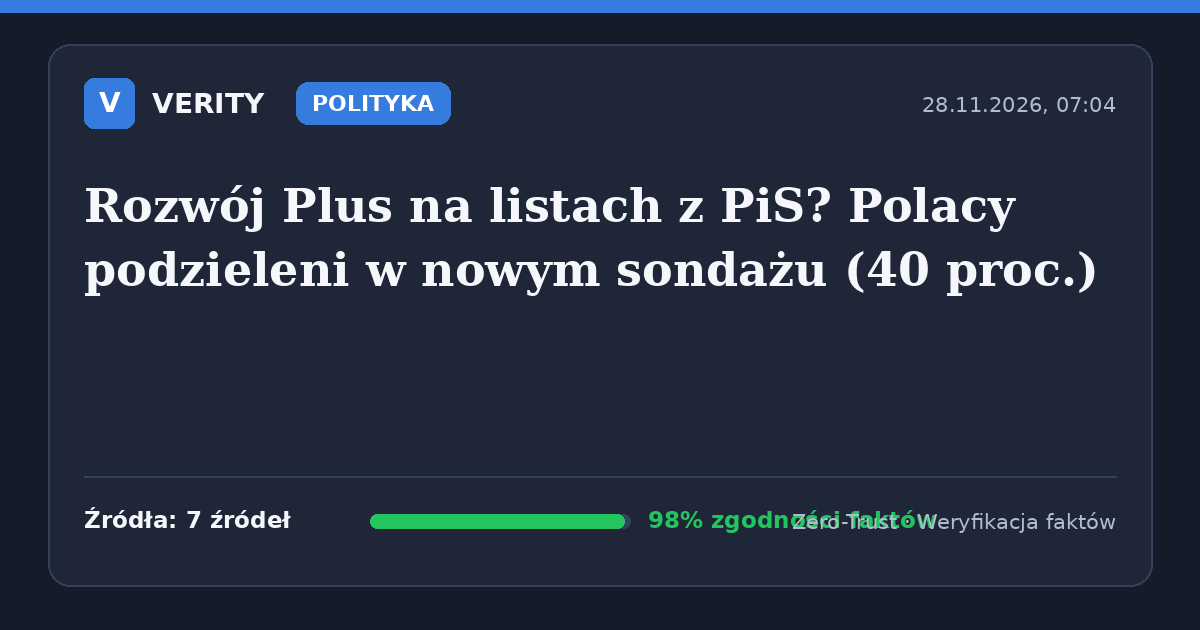 V VERITY POLITYKA 28.11.2026, 07:04
Rozwój Plus na listach z PiS? Polacy
podzieleni w nowym sondażu (40 proc.)
Źródła: 7 źródeł 98% zgodności faktów Zero-Trust · Weryfikacja faktów